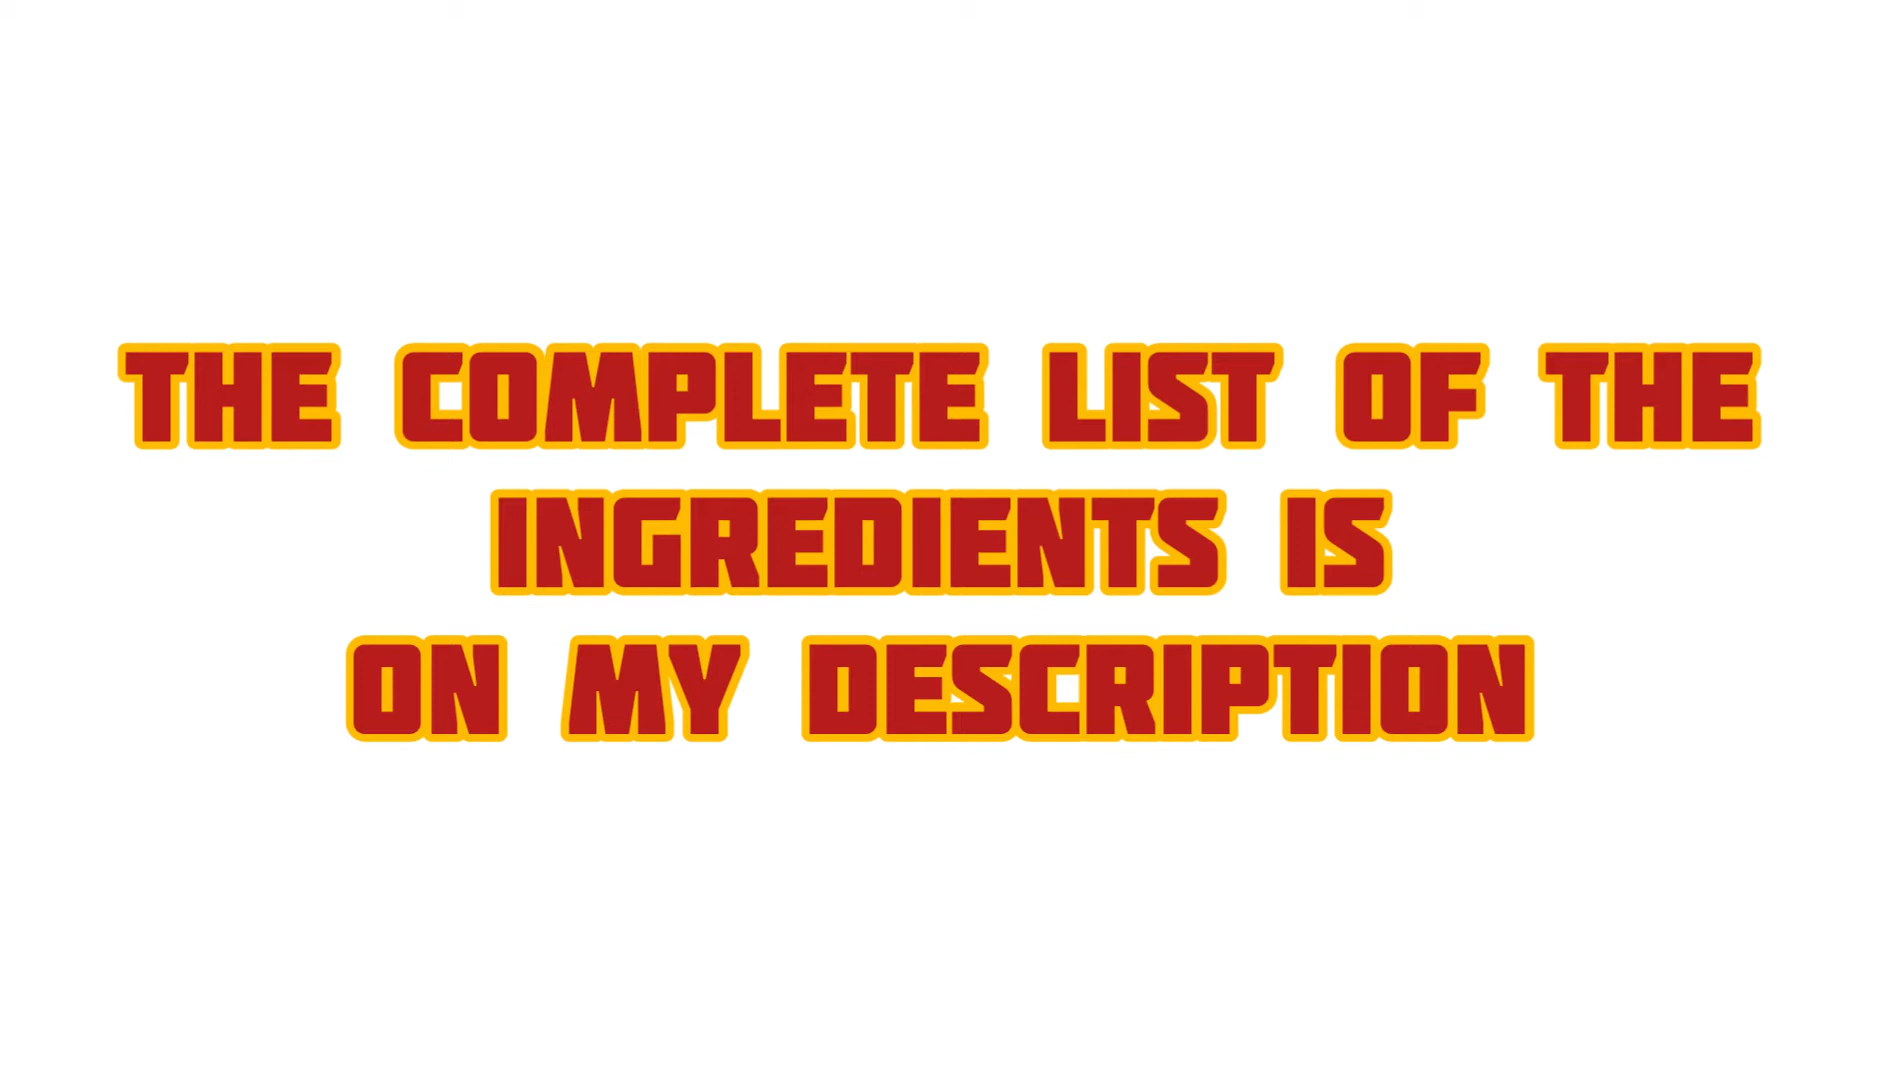 THE COMPLETE LIST OF THE
INGREDIENTS IS
ON MY DESCRIPTION